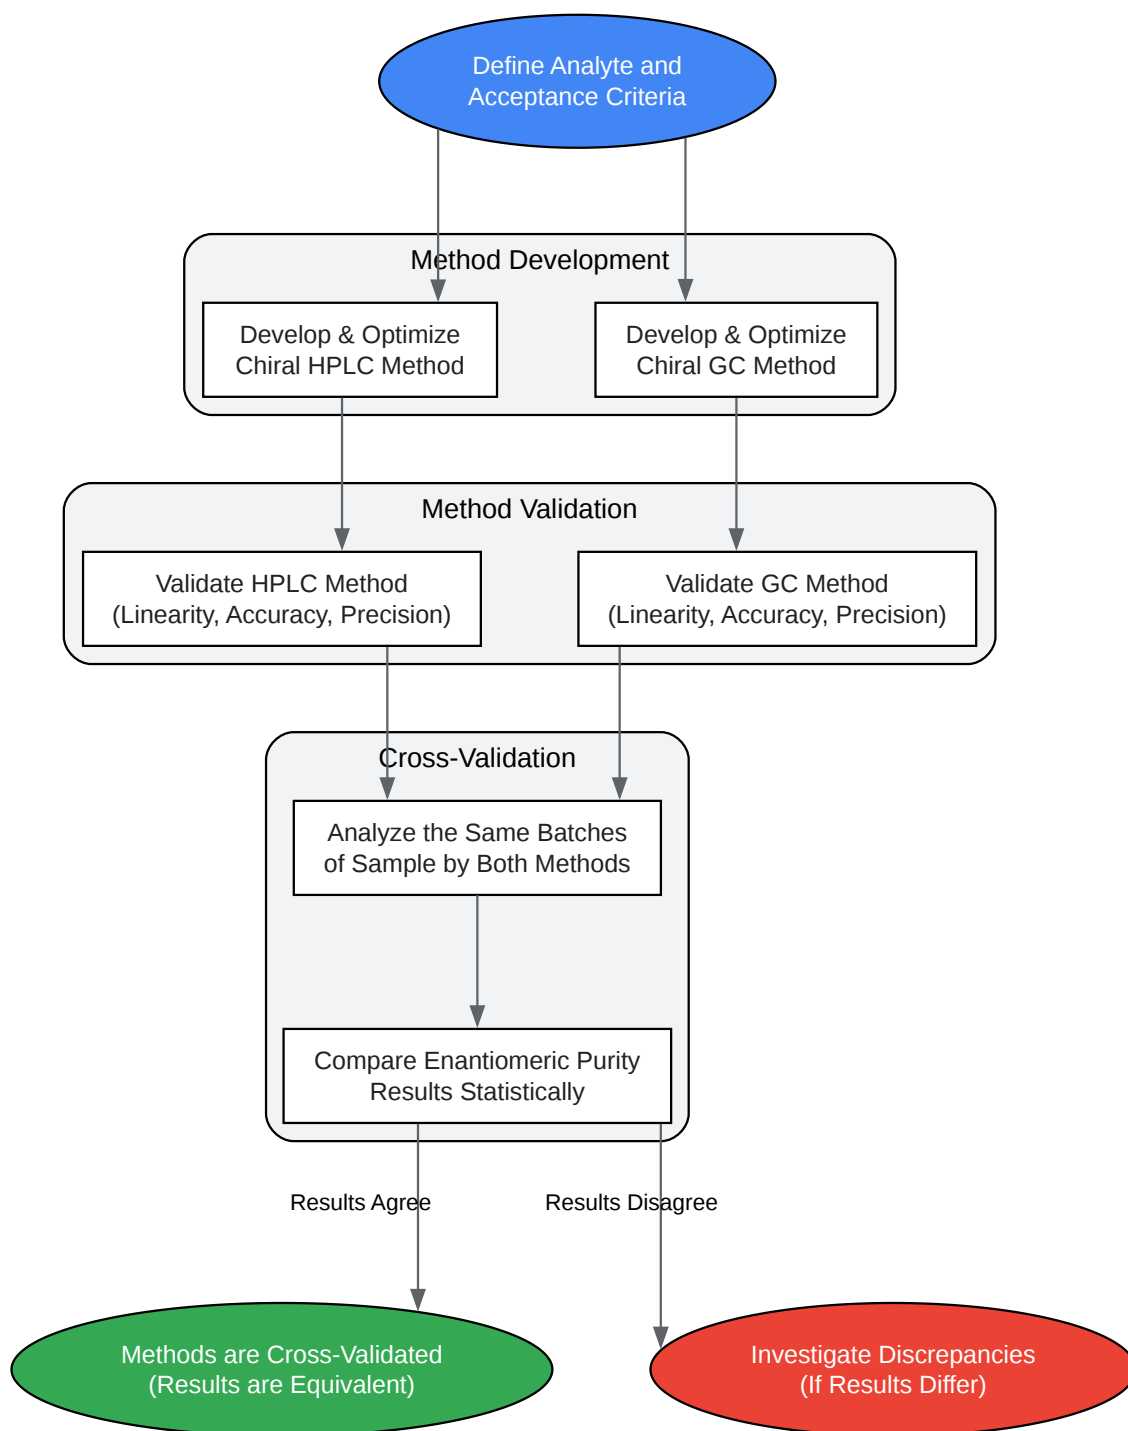 Define Analyte and
Acceptance Criteria
Method Development
Develop & Optimize
Chiral HPLC Method
Develop & Optimize
Chiral GC Method
Method Validation
Validate HPLC Method
(Linearity, Accuracy, Precision)
Validate GC Method
(Linearity, Accuracy, Precision)
Cross-Validation
Analyze the Same Batches
of Sample by Both Methods
Compare Enantiomeric Purity
Results Statistically
Results Agree
Results Disagree
Methods are Cross-Validated
(Results are Equivalent)
Investigate Discrepancies
(If Results Differ)